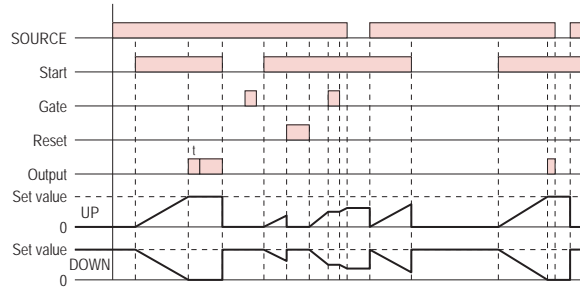 SOURCE
Start
Gate
Reset
t
Output
Set value
UP
0
Set value
DOWN
0